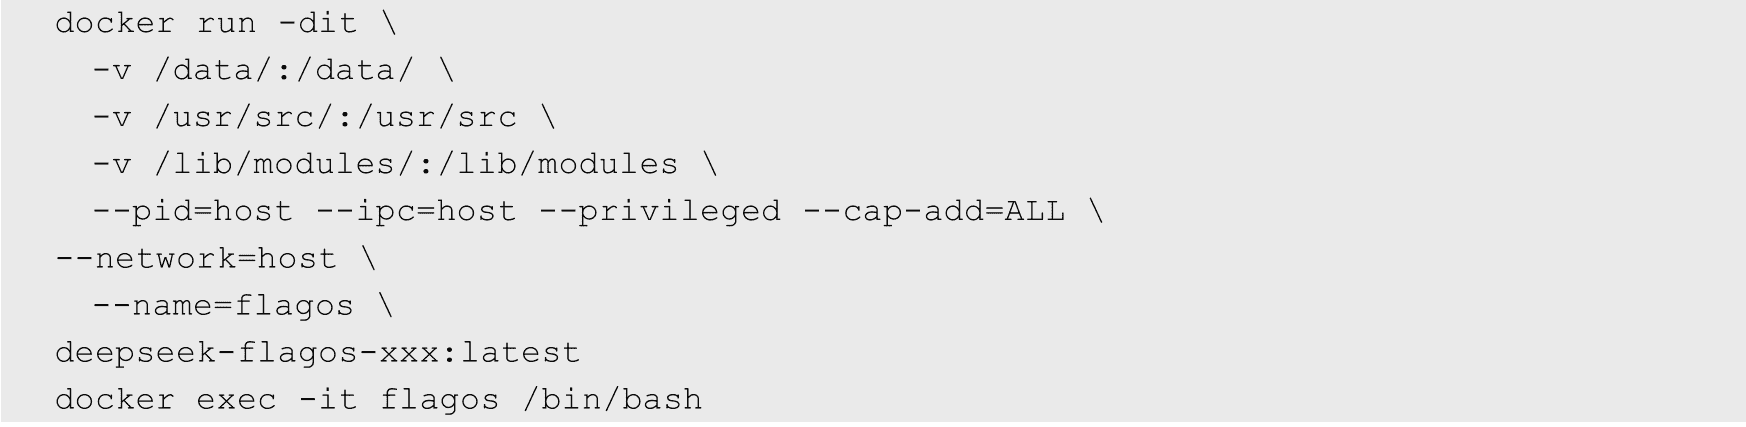 docker run -dit \
-v /data/:/data/ \
-v /usr/src/:/usr/src \
-v /lib/modules/:/lib/modules \
--pid=host --ipc=host --privileged --cap-add=ALL \
--network=host \
--name=flagos \
deepseek-flagos-xxx:latest
docker exec -it flagos /bin/bash